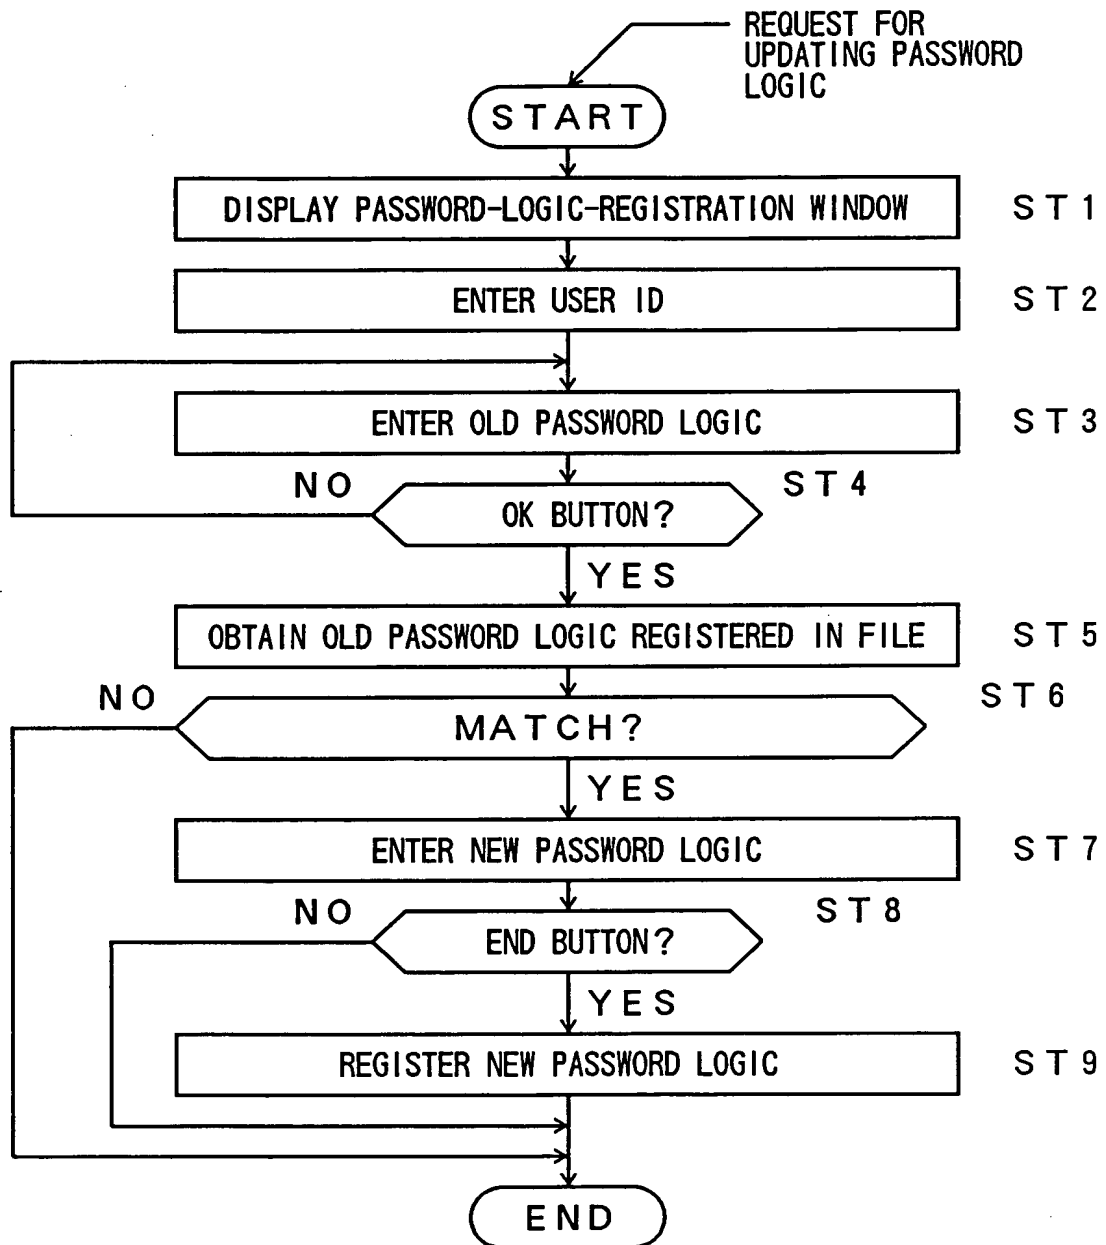 REQUEST FOR
UPDATING PASSWORD
LOGIC
START
DISPLAY PASSWORD-LOGIC-REGISTRATION WINDOW
ST1
ENTER USER ID
ST2
ENTER OLD PASSWORD LOGIC
ST3
NO
ST4
OK BUTTON?
YES
OBTAIN OLD PASSWORD LOGIC REGISTERED IN FILE
ST5
NO
ST6
MATCH?
YES
ENTER NEW PASSWORD LOGIC
ST7
NO
ST8
END BUTTON?
YES
REGISTER NEW PASSWORD LOGIC
ST9
END